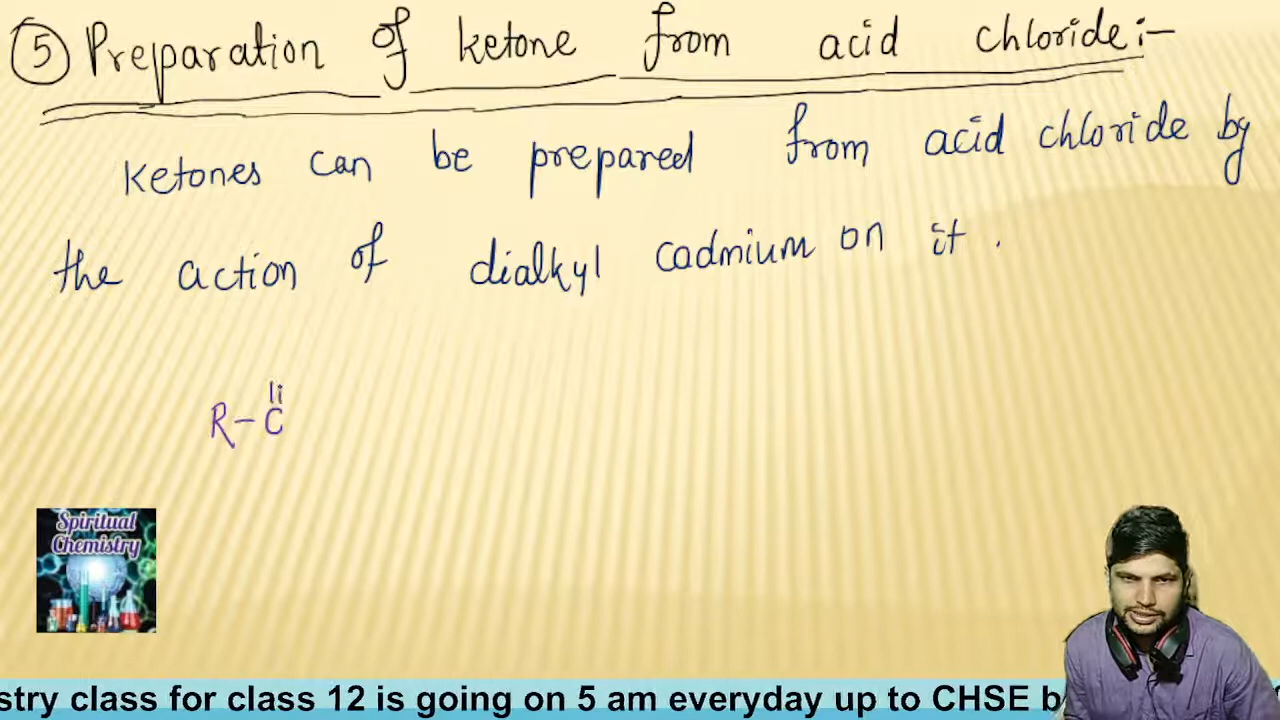 ⑤ Preparation of ketone from acid chloride:-
Ketones can be prepared from acid chloride by
the action of dialkyl cadmium on it.
R-C
Spiritual
Chemistry
stry class for class 12 is going on 5 am everyday up to CHSE b